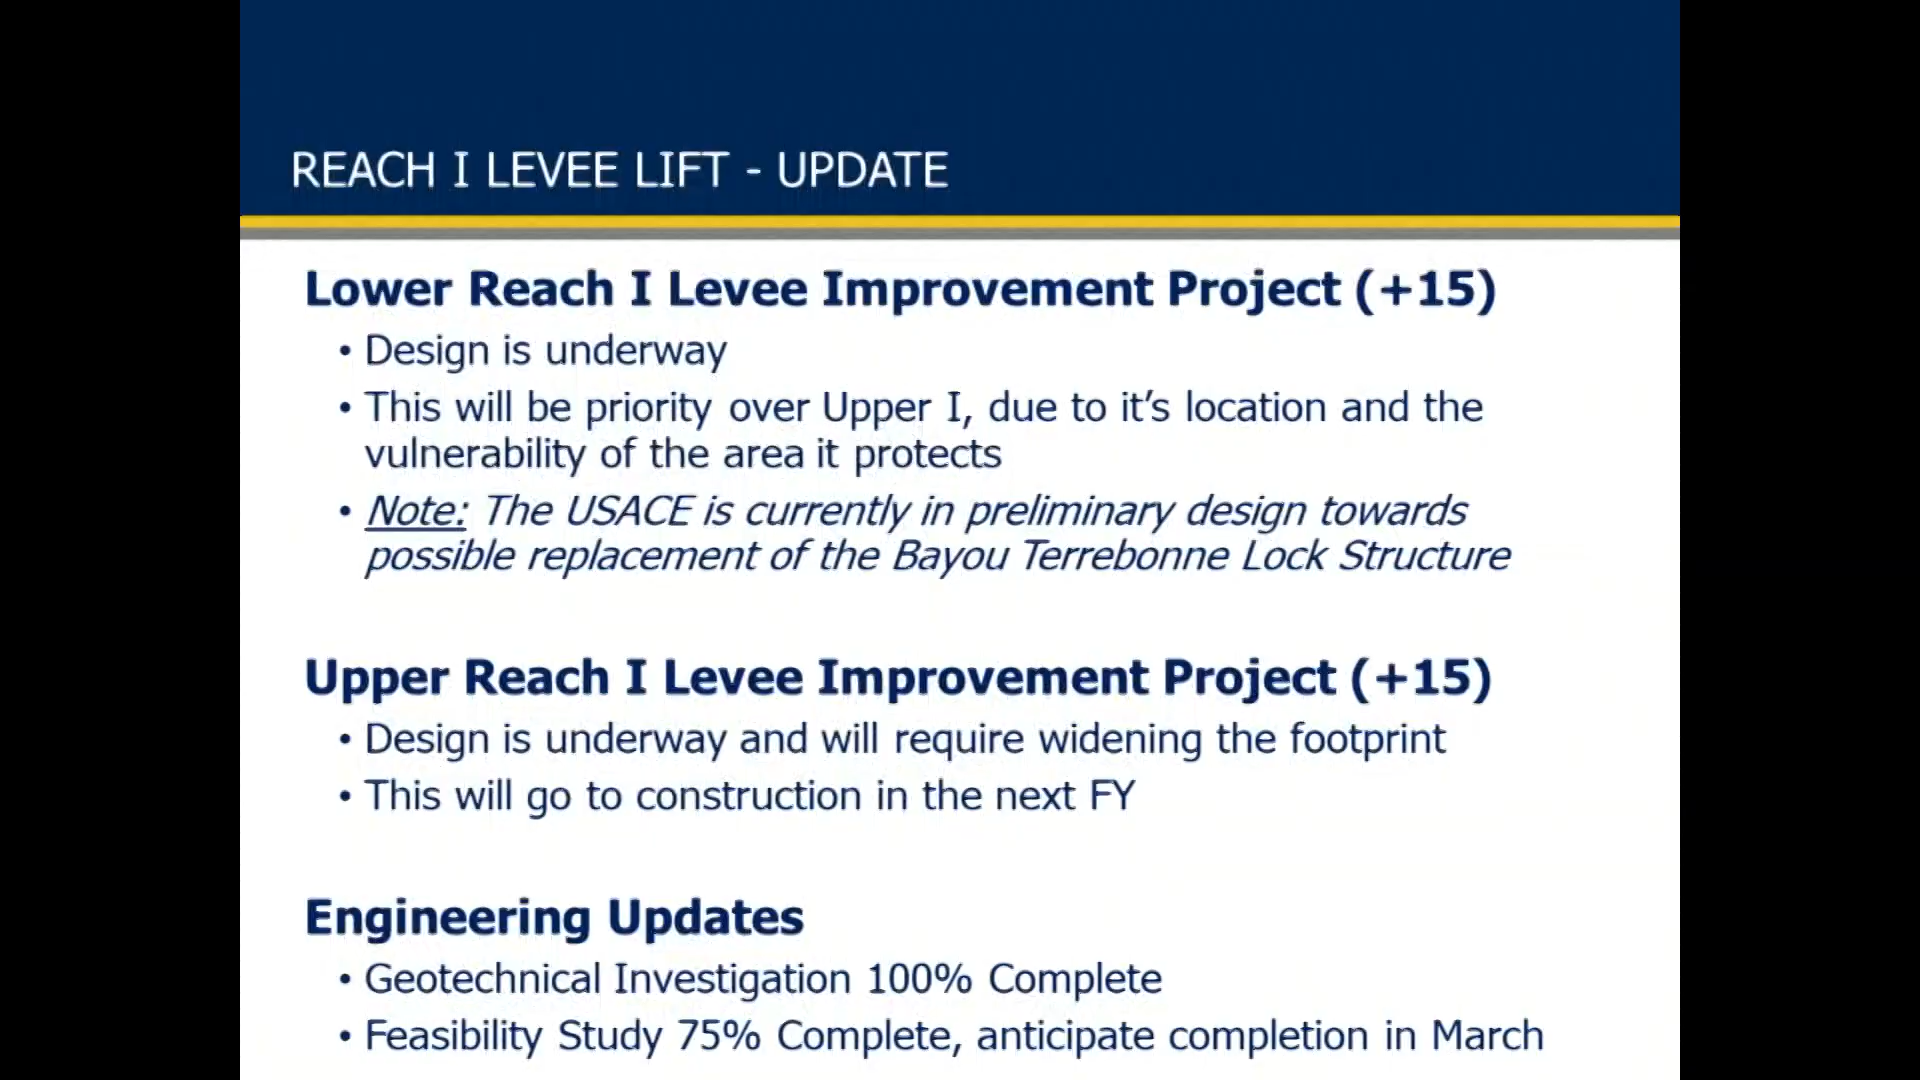 REACH I LEVEE LIFT - UPDATE
Lower Reach I Levee Improvement Project (+15)
• Design is underway
• This will be priority over Upper I, due to it’s location and the
vulnerability of the area it protects
• Note: The USACE is currently in preliminary design towards
possible replacement of the Bayou Terrebonne Lock Structure
Upper Reach I Levee Improvement Project (+15)
• Design is underway and will require widening the footprint
• This will go to construction in the next FY
Engineering Updates
• Geotechnical Investigation 100% Complete
• Feasibility Study 75% Complete, anticipate completion in March